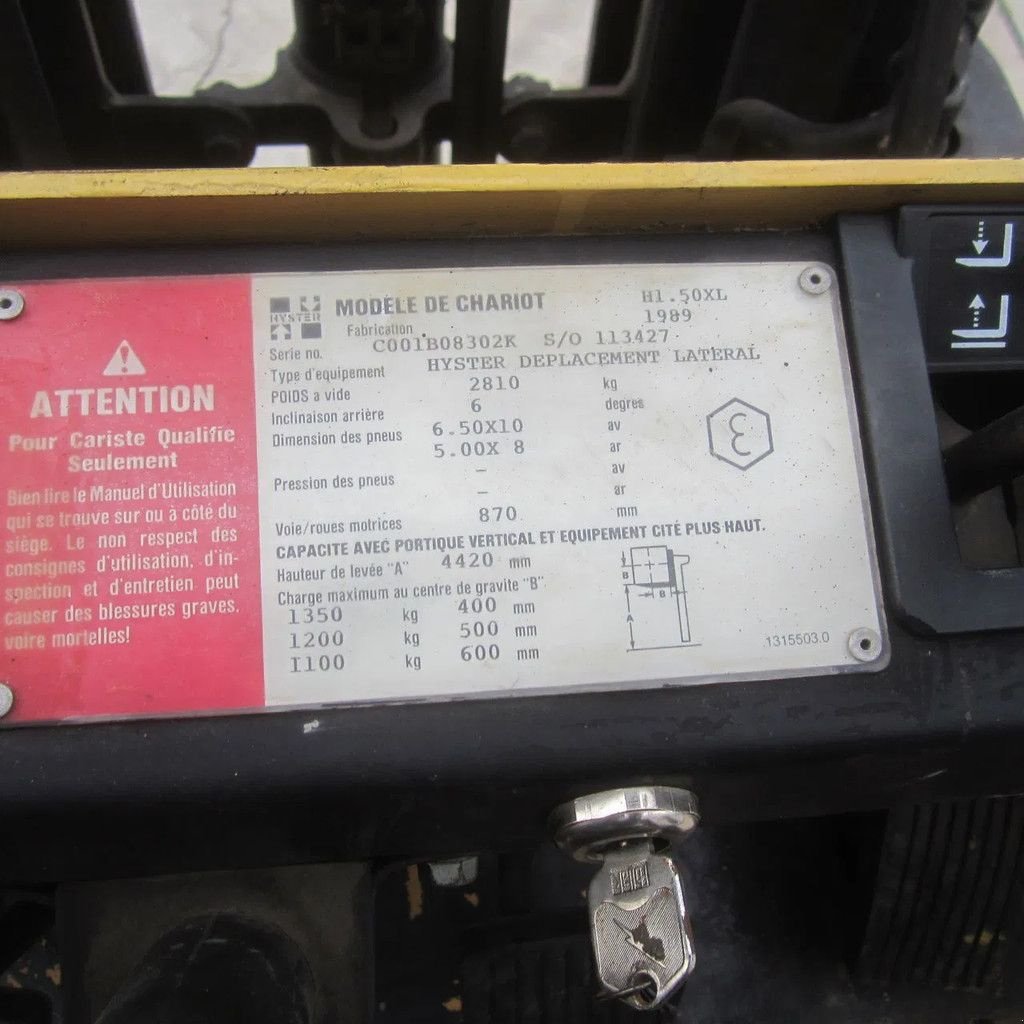 ATTENTION
Pour Cariste Qualifie
Seulement
Bien lire le Manuel d'Utilisation
qui se trouve sur ou à côté du
siège. Le non respect des
consignes d'utilisation, d'in-
spection et d'entretien peut
causer des blessures graves,
voire mortelles!
HYSTER
MODÈLE DE CHARIOT H1.50XL
Fabrication 1989
Serie no. C001B08302K S/O 113427
Type d'equipement HYSTER DEPLACEMENT LATERAL
POIDS a vide 2810 kg
Inclinaison arrière 6 degres
Dimension des pneus 6.50X10 av
5.00X 8 ar
Pression des pneus – av
– ar
Voie/roues motrices 870 mm
CAPACITE AVEC PORTIQUE VERTICAL ET EQUIPEMENT CITÉ PLUS HAUT.
Hauteur de levée "A" 4420 mm
Charge maximum au centre de gravite "B"
1350 kg 400 mm
1200 kg 500 mm
1100 kg 600 mm
B
B
A
1315503.0